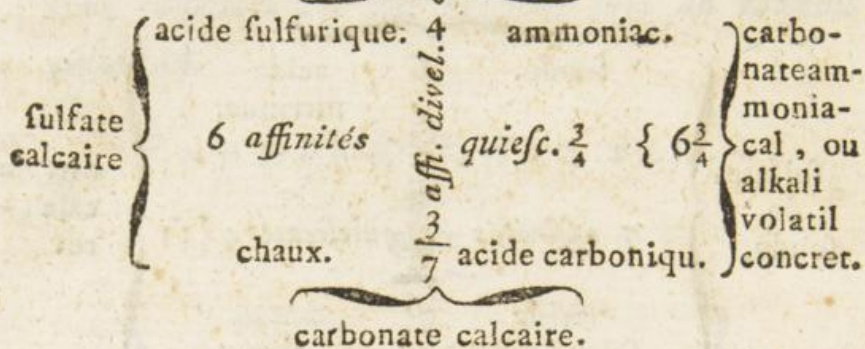 acide ſulfurique. 4 ammoniac.
ſulfate calcaire
6 affinités
affi. divel.
quieſc. 3/4 { 6 3/4
carbo-
nateam-
monia-
cal, ou
alkali
volatil
concret.
chaux. 3/7 acide carboniqu.
carbonate calcaire.